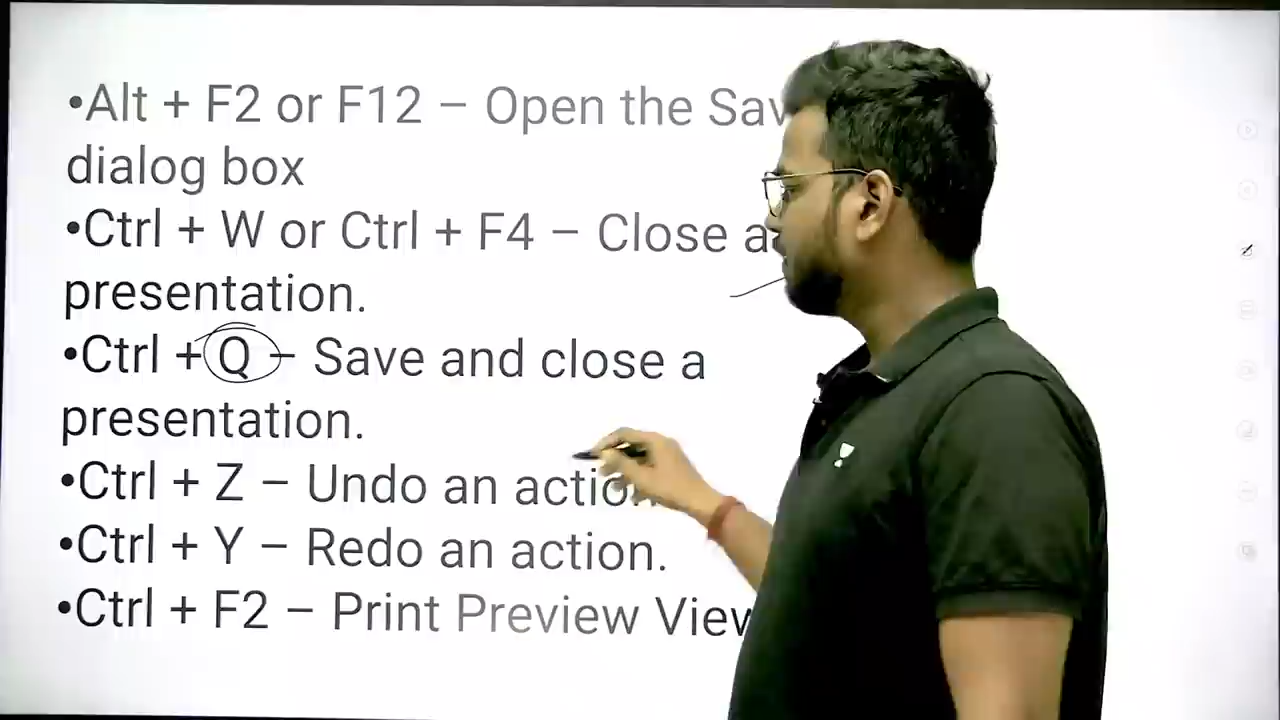 •Alt + F2 or F12 – Open the Sav
dialog box
•Ctrl + W or Ctrl + F4 – Close a
presentation.
•Ctrl + Q – Save and close a
presentation.
•Ctrl + Z – Undo an action.
•Ctrl + Y – Redo an action.
•Ctrl + F2 – Print Preview View